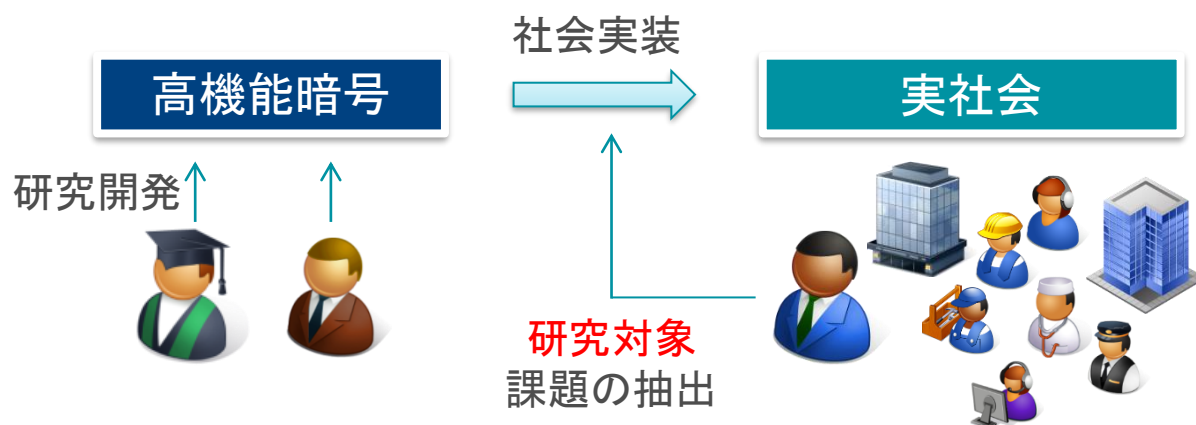 社会実装
高機能暗号
実社会
研究開発
研究対象
課題の抽出